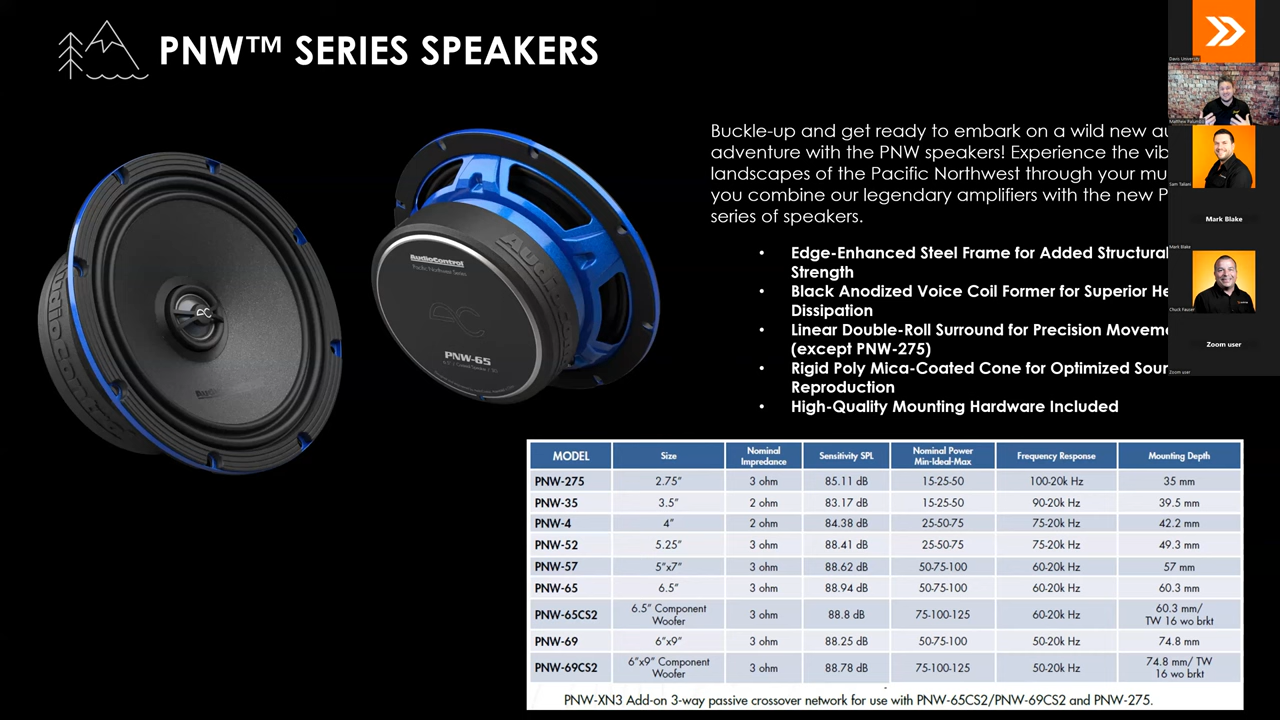 PNW™ SERIES SPEAKERS
Buckle-up and get ready to embark on a wild new au
adventure with the PNW speakers! Experience the vib
landscapes of the Pacific Northwest through your mu
you combine our legendary amplifiers with the new P
series of speakers.
• Edge-Enhanced Steel Frame for Added Structural
Strength
• Black Anodized Voice Coil Former for Superior He
Dissipation
• Linear Double-Roll Surround for Precision Moveme
(except PNW-275)
• Rigid Poly Mica-Coated Cone for Optimized Soun
Reproduction
• High-Quality Mounting Hardware Included
AudioControl
Pacific Northwest Series
AC
PNW-65
MODEL Size Nominal Impedance Sensitivity SPL Nominal Power Min-Ideal-Max Frequency Response Mounting Depth
PNW-275 2.75” 3 ohm 85.11 dB 15-25-50 100-20k Hz 35 mm
PNW-35 3.5” 2 ohm 83.17 dB 15-25-50 90-20k Hz 39.5 mm
PNW-4 4” 2 ohm 84.38 dB 25-50-75 75-20k Hz 42.2 mm
PNW-52 5.25” 3 ohm 88.41 dB 25-50-75 75-20k Hz 49.3 mm
PNW-57 5”x7” 3 ohm 88.62 dB 50-75-100 60-20k Hz 57 mm
PNW-65 6.5” 3 ohm 88.94 dB 50-75-100 60-20k Hz 60.3 mm
PNW-65CS2 6.5” Component Woofer 3 ohm 88.8 dB 75-100-125 60-20k Hz 60.3 mm/ TW 16 wo brkt
PNW-69 6”x9” 3 ohm 88.25 dB 50-75-100 50-20k Hz 74.8 mm
PNW-69CS2 6”x9” Component Woofer 3 ohm 88.78 dB 75-100-125 50-20k Hz 74.8 mm/ TW 16 wo brkt
PNW-XN3 Add-on 3-way passive crossover network for use with PNW-65CS2/PNW-69CS2 and PNW-275.
Davis University
Matthew Palumbo
Sam Taliani
Mark Blake
Mark Blake
Chuck Fauser
Zoom user
Zoom user